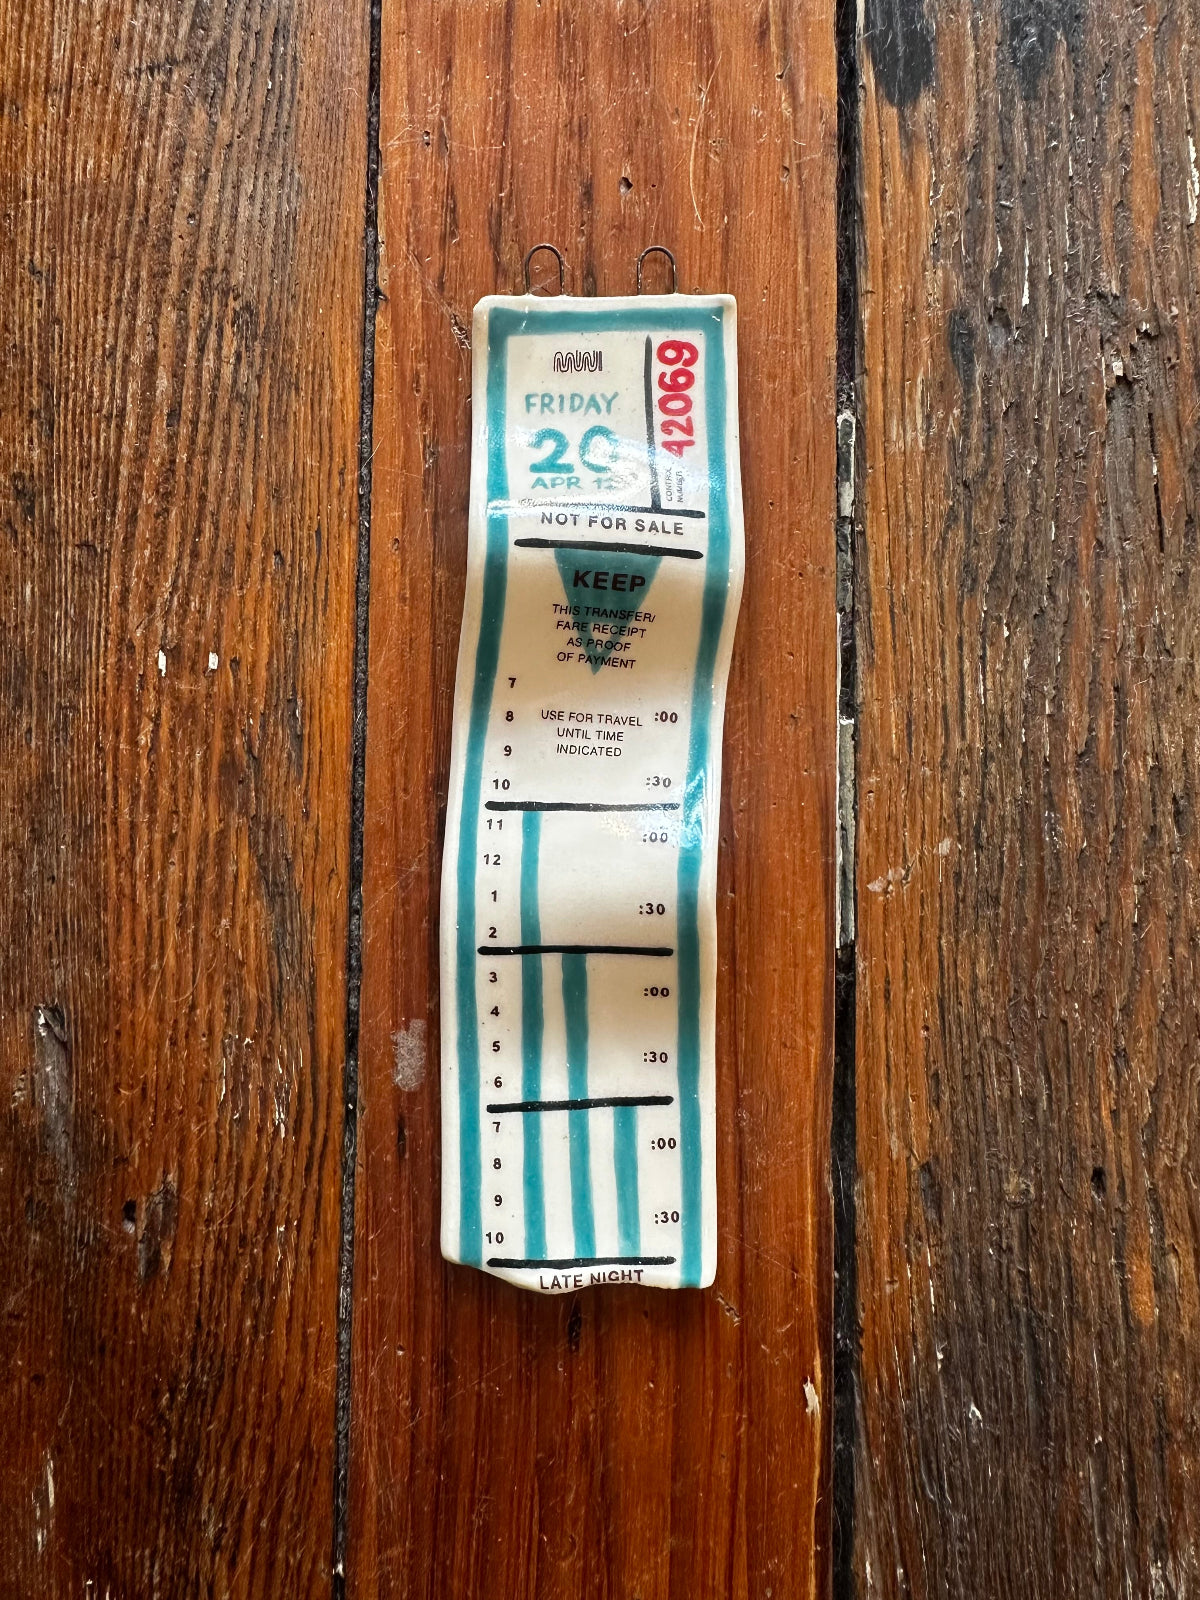 MUNI
FRIDAY
20
APR 12
42069
CONTROL
NUMBER
NOT FOR SALE
KEEP
THIS TRANSFER/
FARE RECEIPT
AS PROOF
OF PAYMENT
7
8 USE FOR TRAVEL :00
UNTIL TIME
9 INDICATED
10 :30
11 :00
12
1 :30
2
3 :00
4
5 :30
6
7 :00
8
9 :30
10
LATE NIGHT